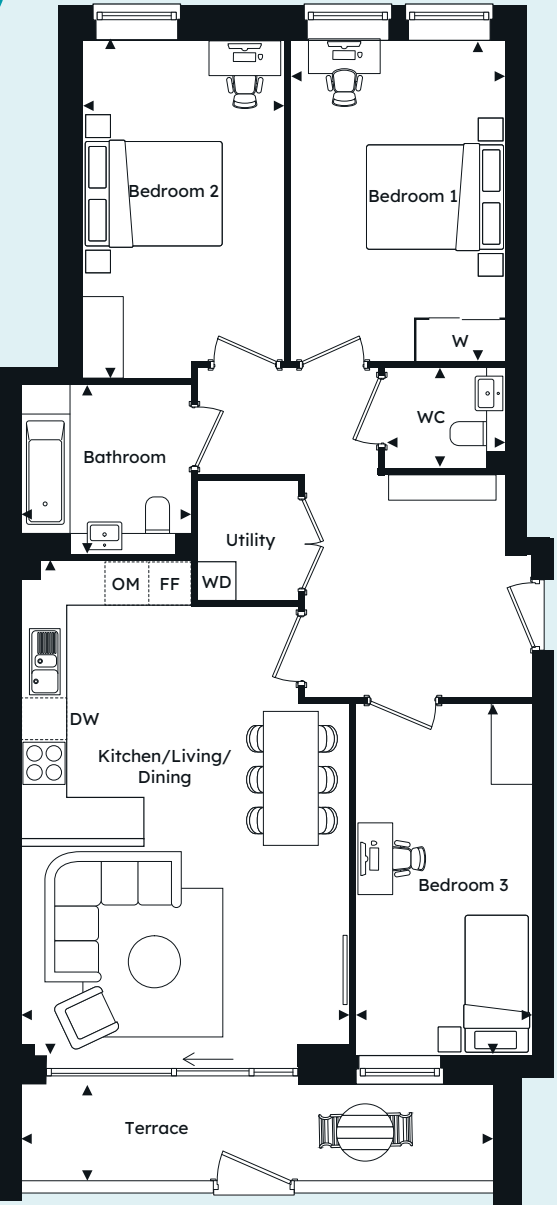 Bedroom 2
Bedroom 1
W
WC
Bathroom
Utility
OM
FF
WD
DW
Kitchen/Living/
Dining
Bedroom 3
Terrace